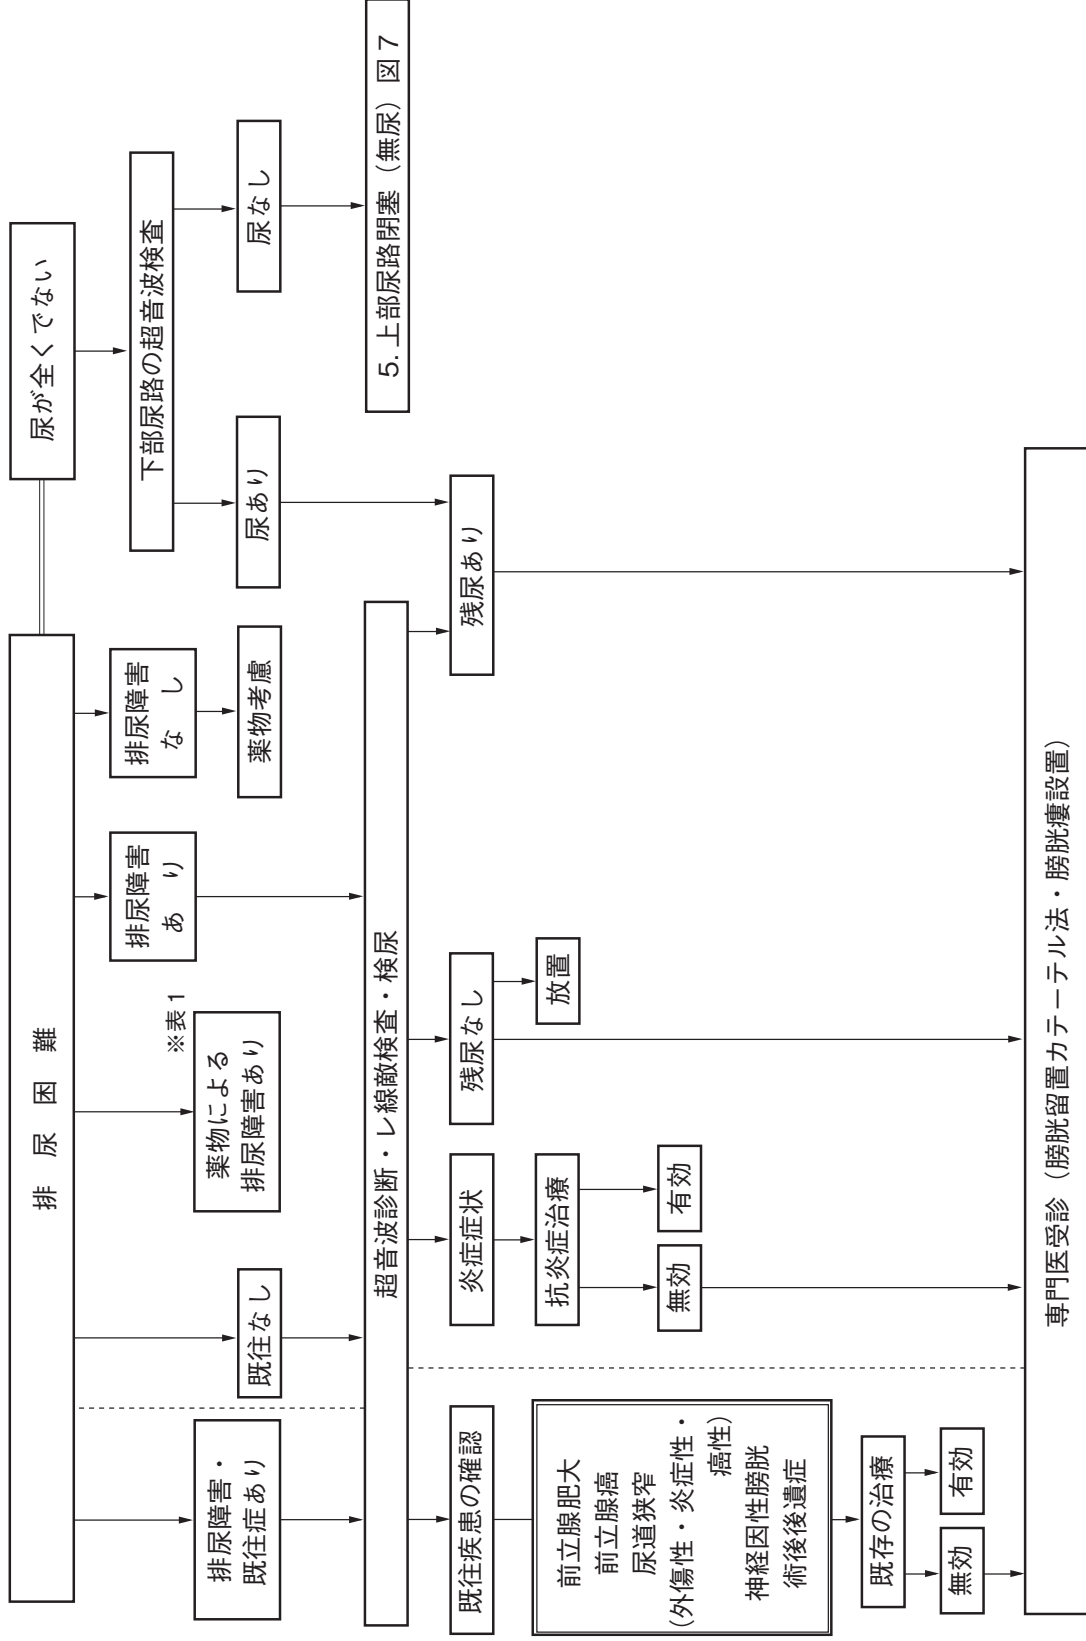 排尿困難
尿が全くでない
排尿障害・
既往症あり
既往なし
薬物による
排尿障害あり
※表1
排尿障害
あり
排尿障害
なし
薬物考慮
下部尿路の超音波検査
尿あり
尿なし
超音波診断・レ線敵検査・検尿
5. 上部尿路閉塞（無尿）図7
既往疾患の確認
炎症症状
残尿なし
残尿あり
前立腺肥大
前立腺癌
尿道狭窄
(外傷性・炎症性・
癌性)
神経因性膀胱
術後後遺症
抗炎症治療
放置
無効
有効
既存の治療
無効
有効
専門医受診（膀胱留置カテーテル法・膀胱瘻設置）